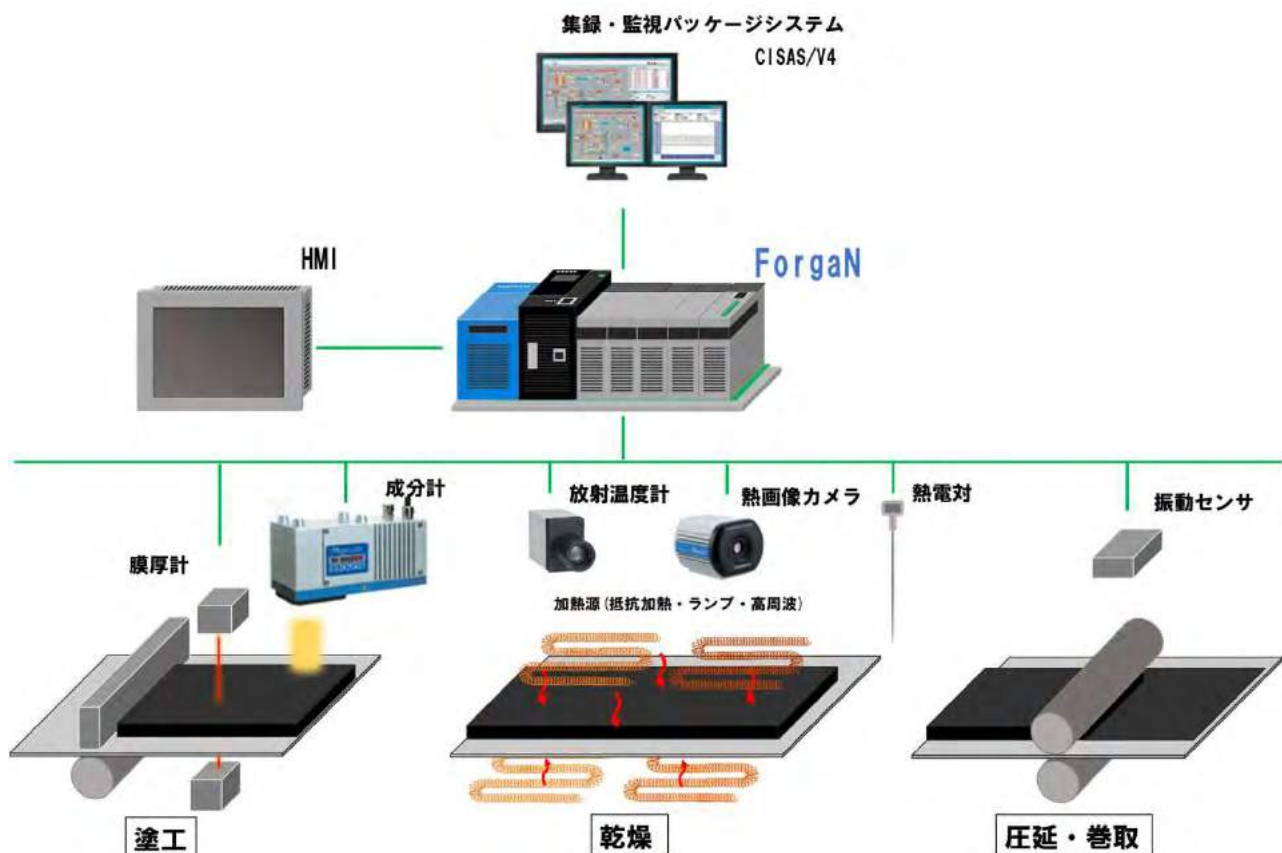 集録・監視パッケージシステム
CISAS/V4
HMI
ForgaN
成分計
放射温度計
熱画像カメラ
熱電対
振動センサ
膜厚計
加熱源(抵抗加熱・ランプ・高周波)
塗工
乾燥
圧延・巻取